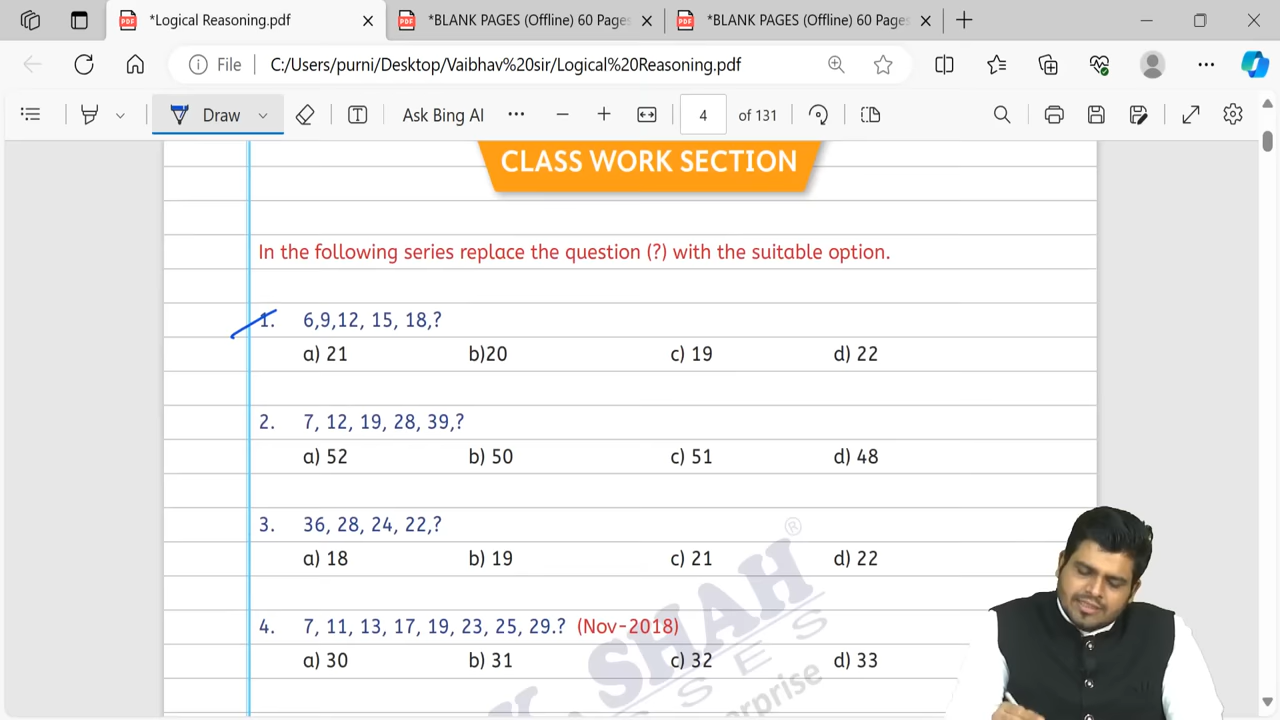 *Logical Reasoning.pdf
*BLANK PAGES (Offline) 60 Pages
*BLANK PAGES (Offline) 60 Pages
File
C:/Users/purni/Desktop/Vaibhav%20sir/Logical%20Reasoning.pdf
Draw
Ask Bing AI
4 of 131
CLASS WORK SECTION
In the following series replace the question (?) with the suitable option.
1. 6,9,12, 15, 18,?
a) 21 b)20 c) 19 d) 22
2. 7, 12, 19, 28, 39,?
a) 52 b) 50 c) 51 d) 48
3. 36, 28, 24, 22,?
a) 18 b) 19 c) 21 d) 22
4. 7, 11, 13, 17, 19, 23, 25, 29.? (Nov-2018)
a) 30 b) 31 c) 32 d) 33
SHAH ®